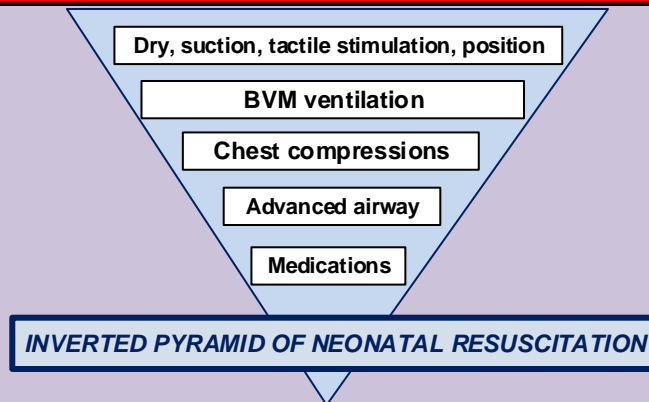 Dry, suction, tactile stimulation, position
BVM ventilation
Chest compressions
Advanced airway
Medications
INVERTED PYRAMID OF NEONATAL RESUSCITATION